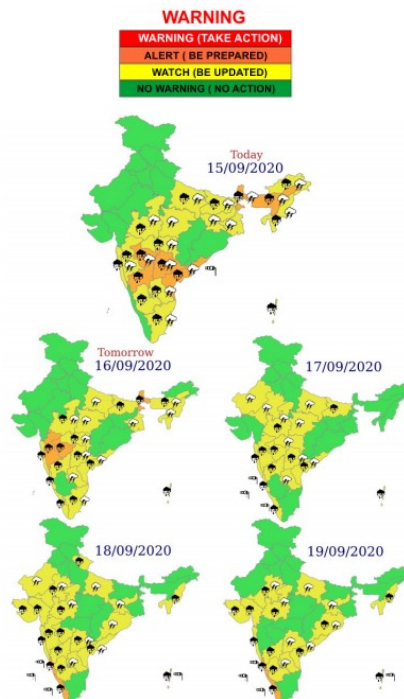 WARNING
WARNING (TAKE ACTION)
ALERT ( BE PREPARED)
WATCH (BE UPDATED)
NO WARNING ( NO ACTION)
Today
15/09/2020
Tomorrow
16/09/2020
17/09/2020
18/09/2020
19/09/2020